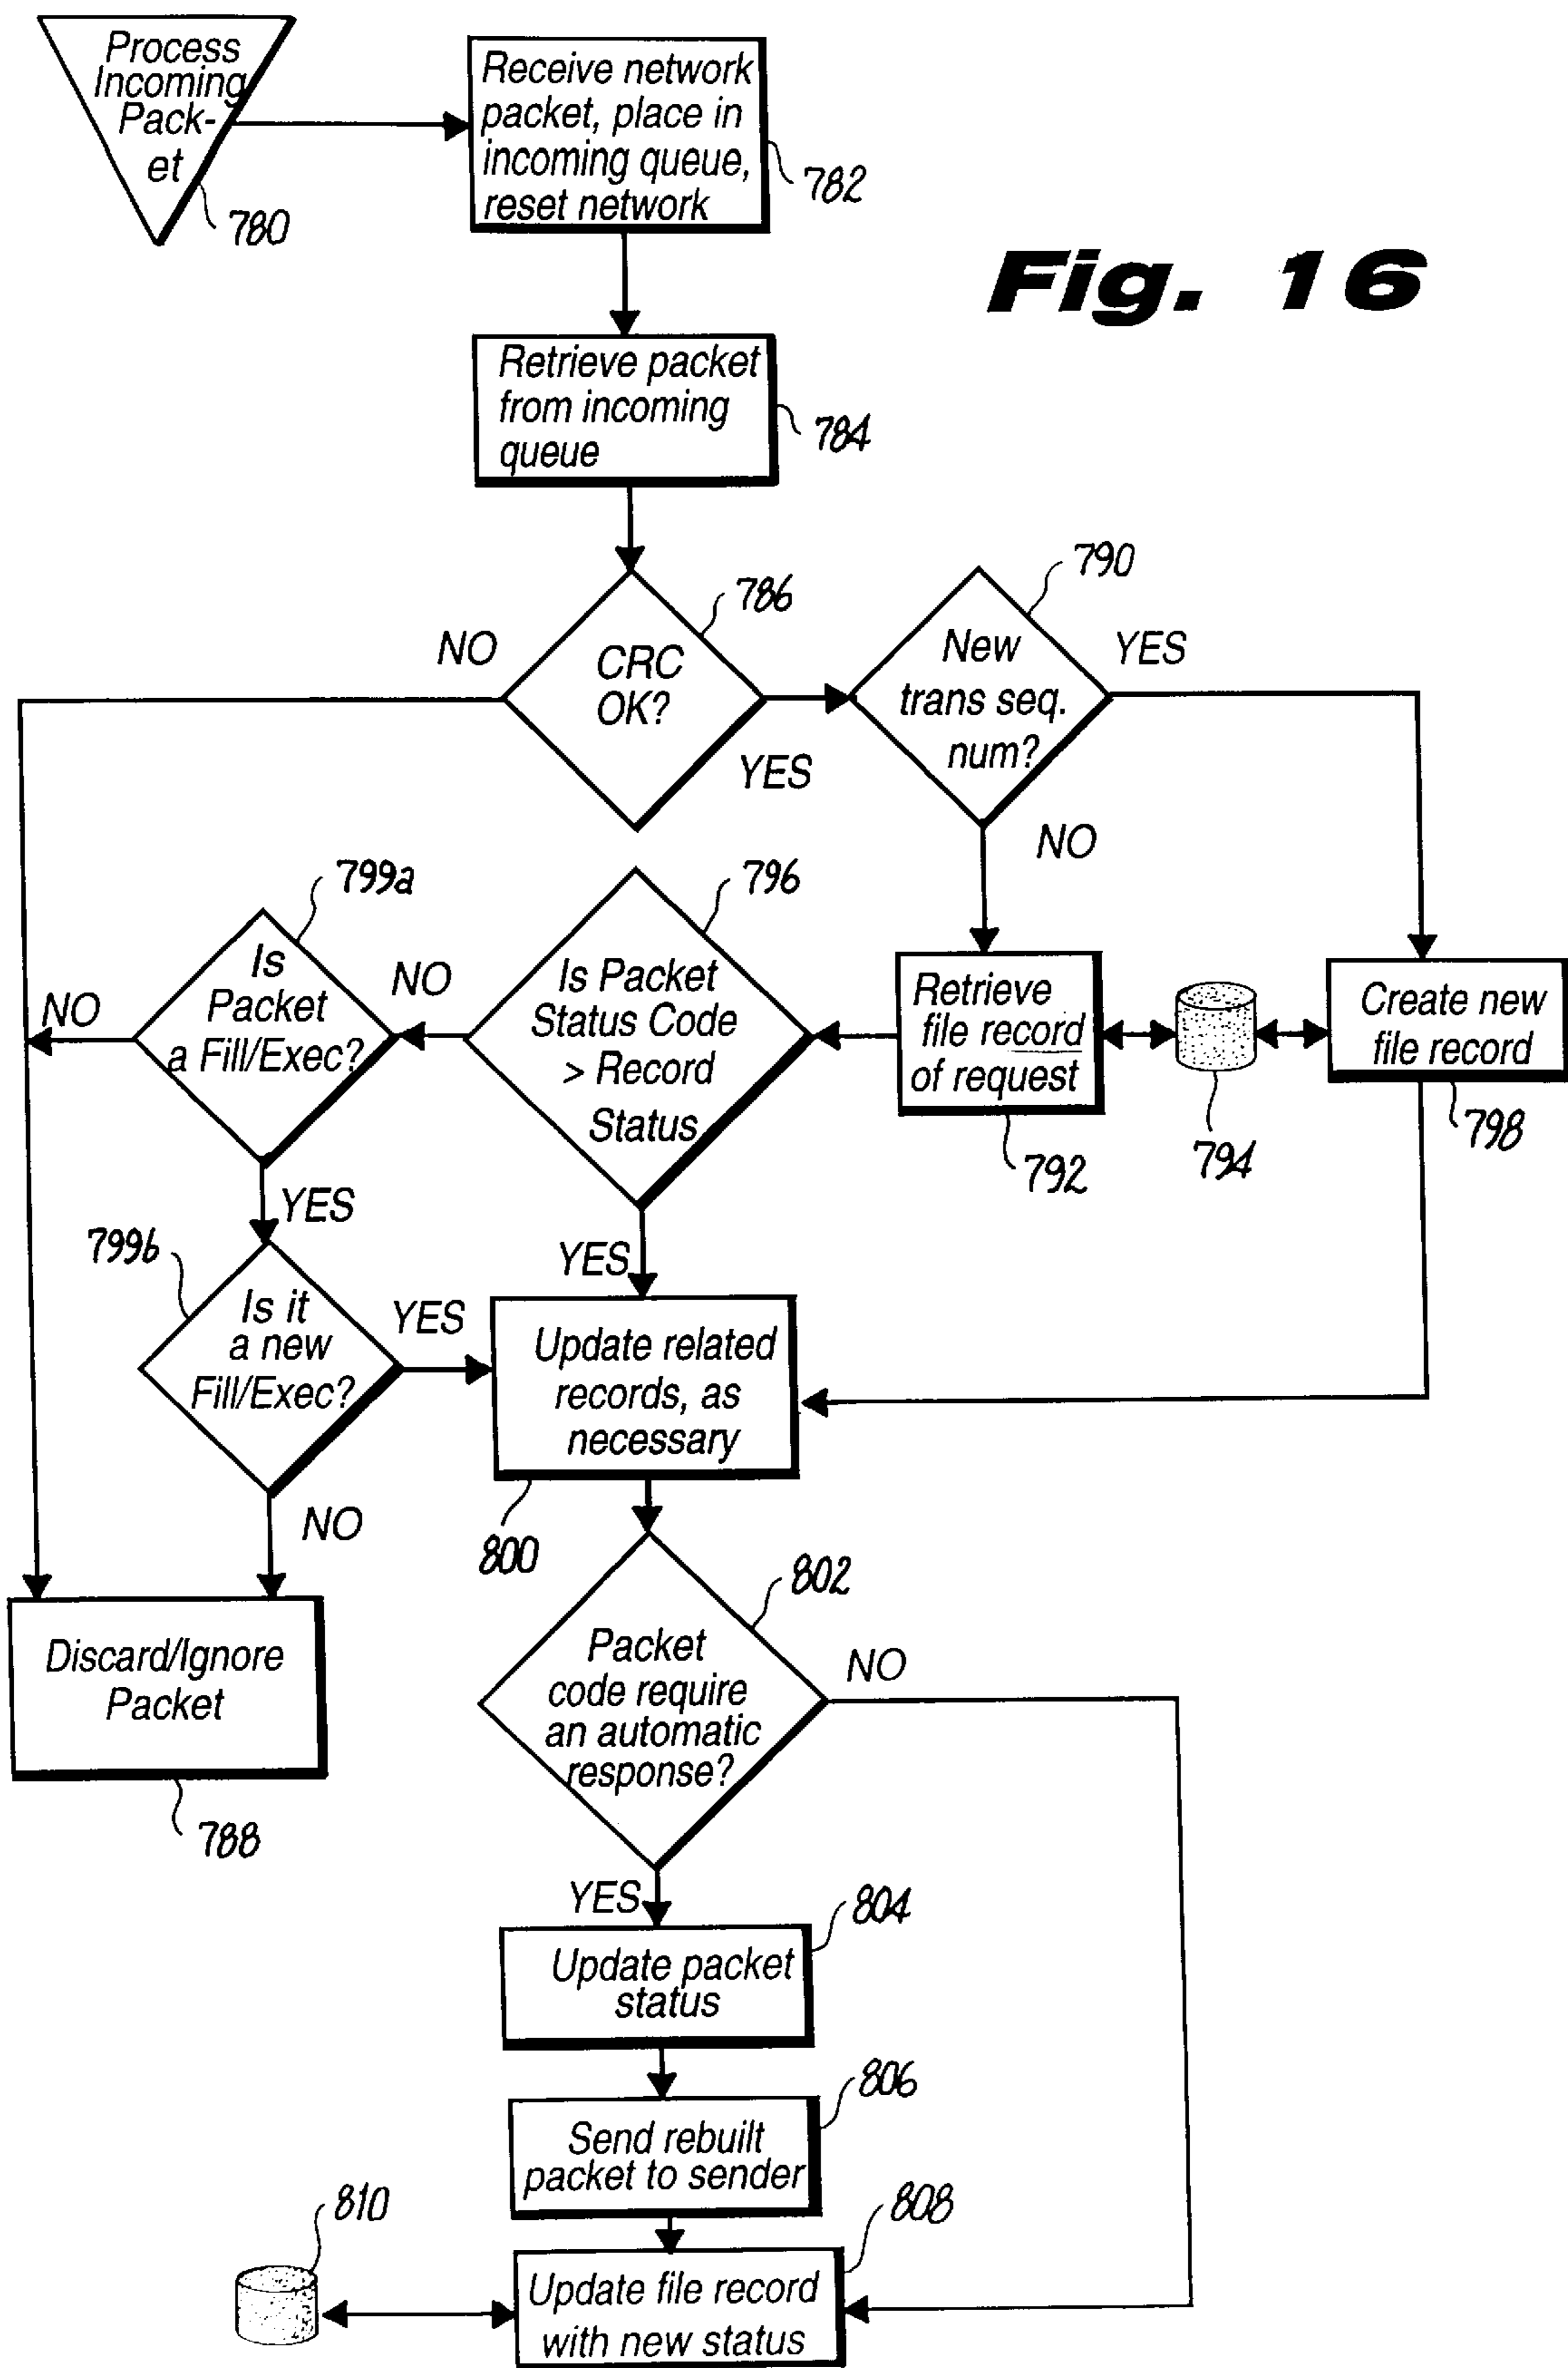 Process
Incoming
Pack-
et
780
Receive network
packet, place in
incoming queue,
reset network
782
Fig. 16
Retrieve packet
from incoming
queue
784
CRC
OK?
786
NO
YES
New
trans seq.
num?
790
YES
NO
Is
Packet
a Fill/Exec?
799a
NO
YES
Is Packet
Status Code
> Record
Status
796
NO
YES
Retrieve
file record
of request
792
794
Create new
file record
798
Is it
a new
Fill/Exec?
799b
YES
NO
Update related
records, as
necessary
800
Discard/Ignore
Packet
788
Packet
code require
an automatic
response?
802
NO
YES
Update packet
status
804
Send rebuilt
packet to sender
806
810
Update file record
with new status
808